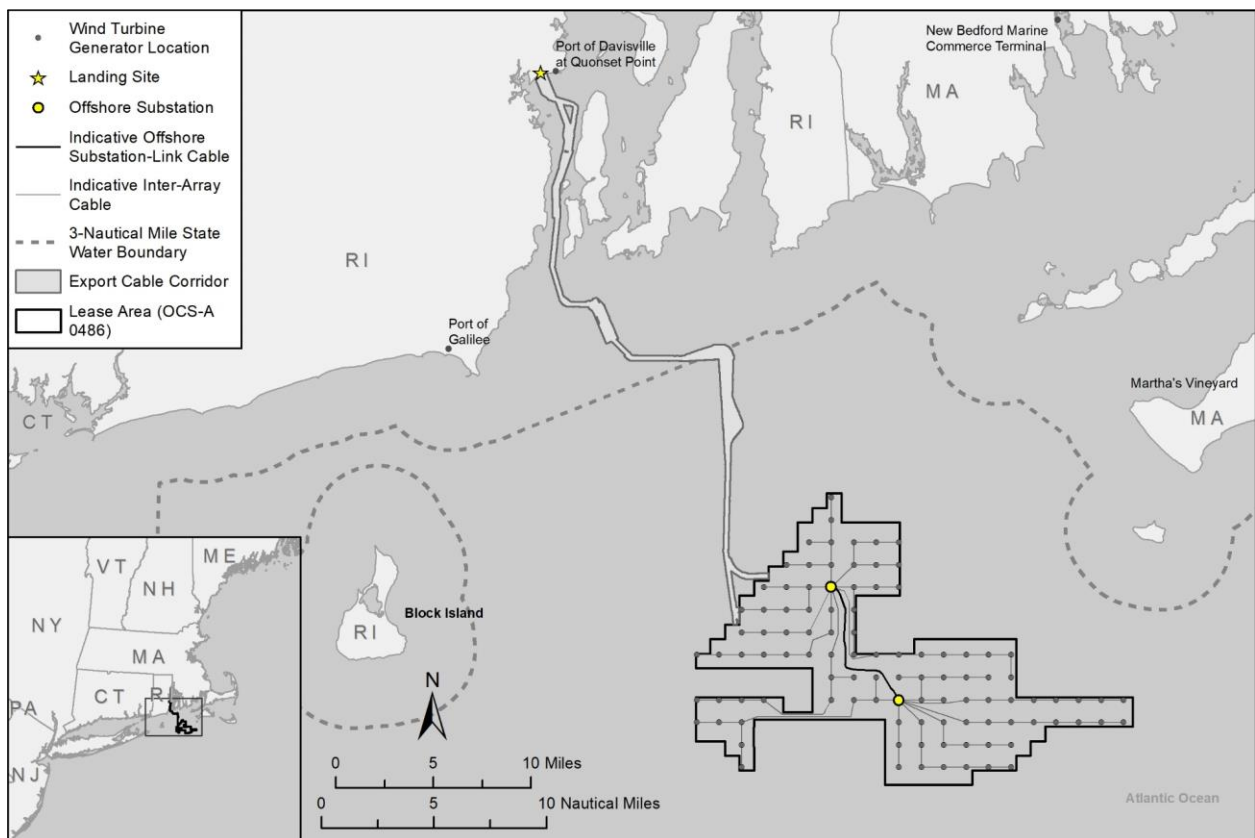 Wind Turbine
Generator Location
Landing Site
Offshore Substation
Indicative Offshore
Substation-Link Cable
Indicative Inter-Array
Cable
3-Nautical Mile State
Water Boundary
Export Cable Corridor
Lease Area (OCS-A
0486)
Port of Davisville
at Quonset Point
New Bedford Marine
Commerce Terminal
MA
RI
RI
Port of
Galilee
Martha's Vineyard
MA
CT
Block Island
RI
N
0 5 10 Miles
0 5 10 Nautical Miles
Atlantic Ocean
VT
ME
NH
NY
MA
CT
RI
PA
NJ